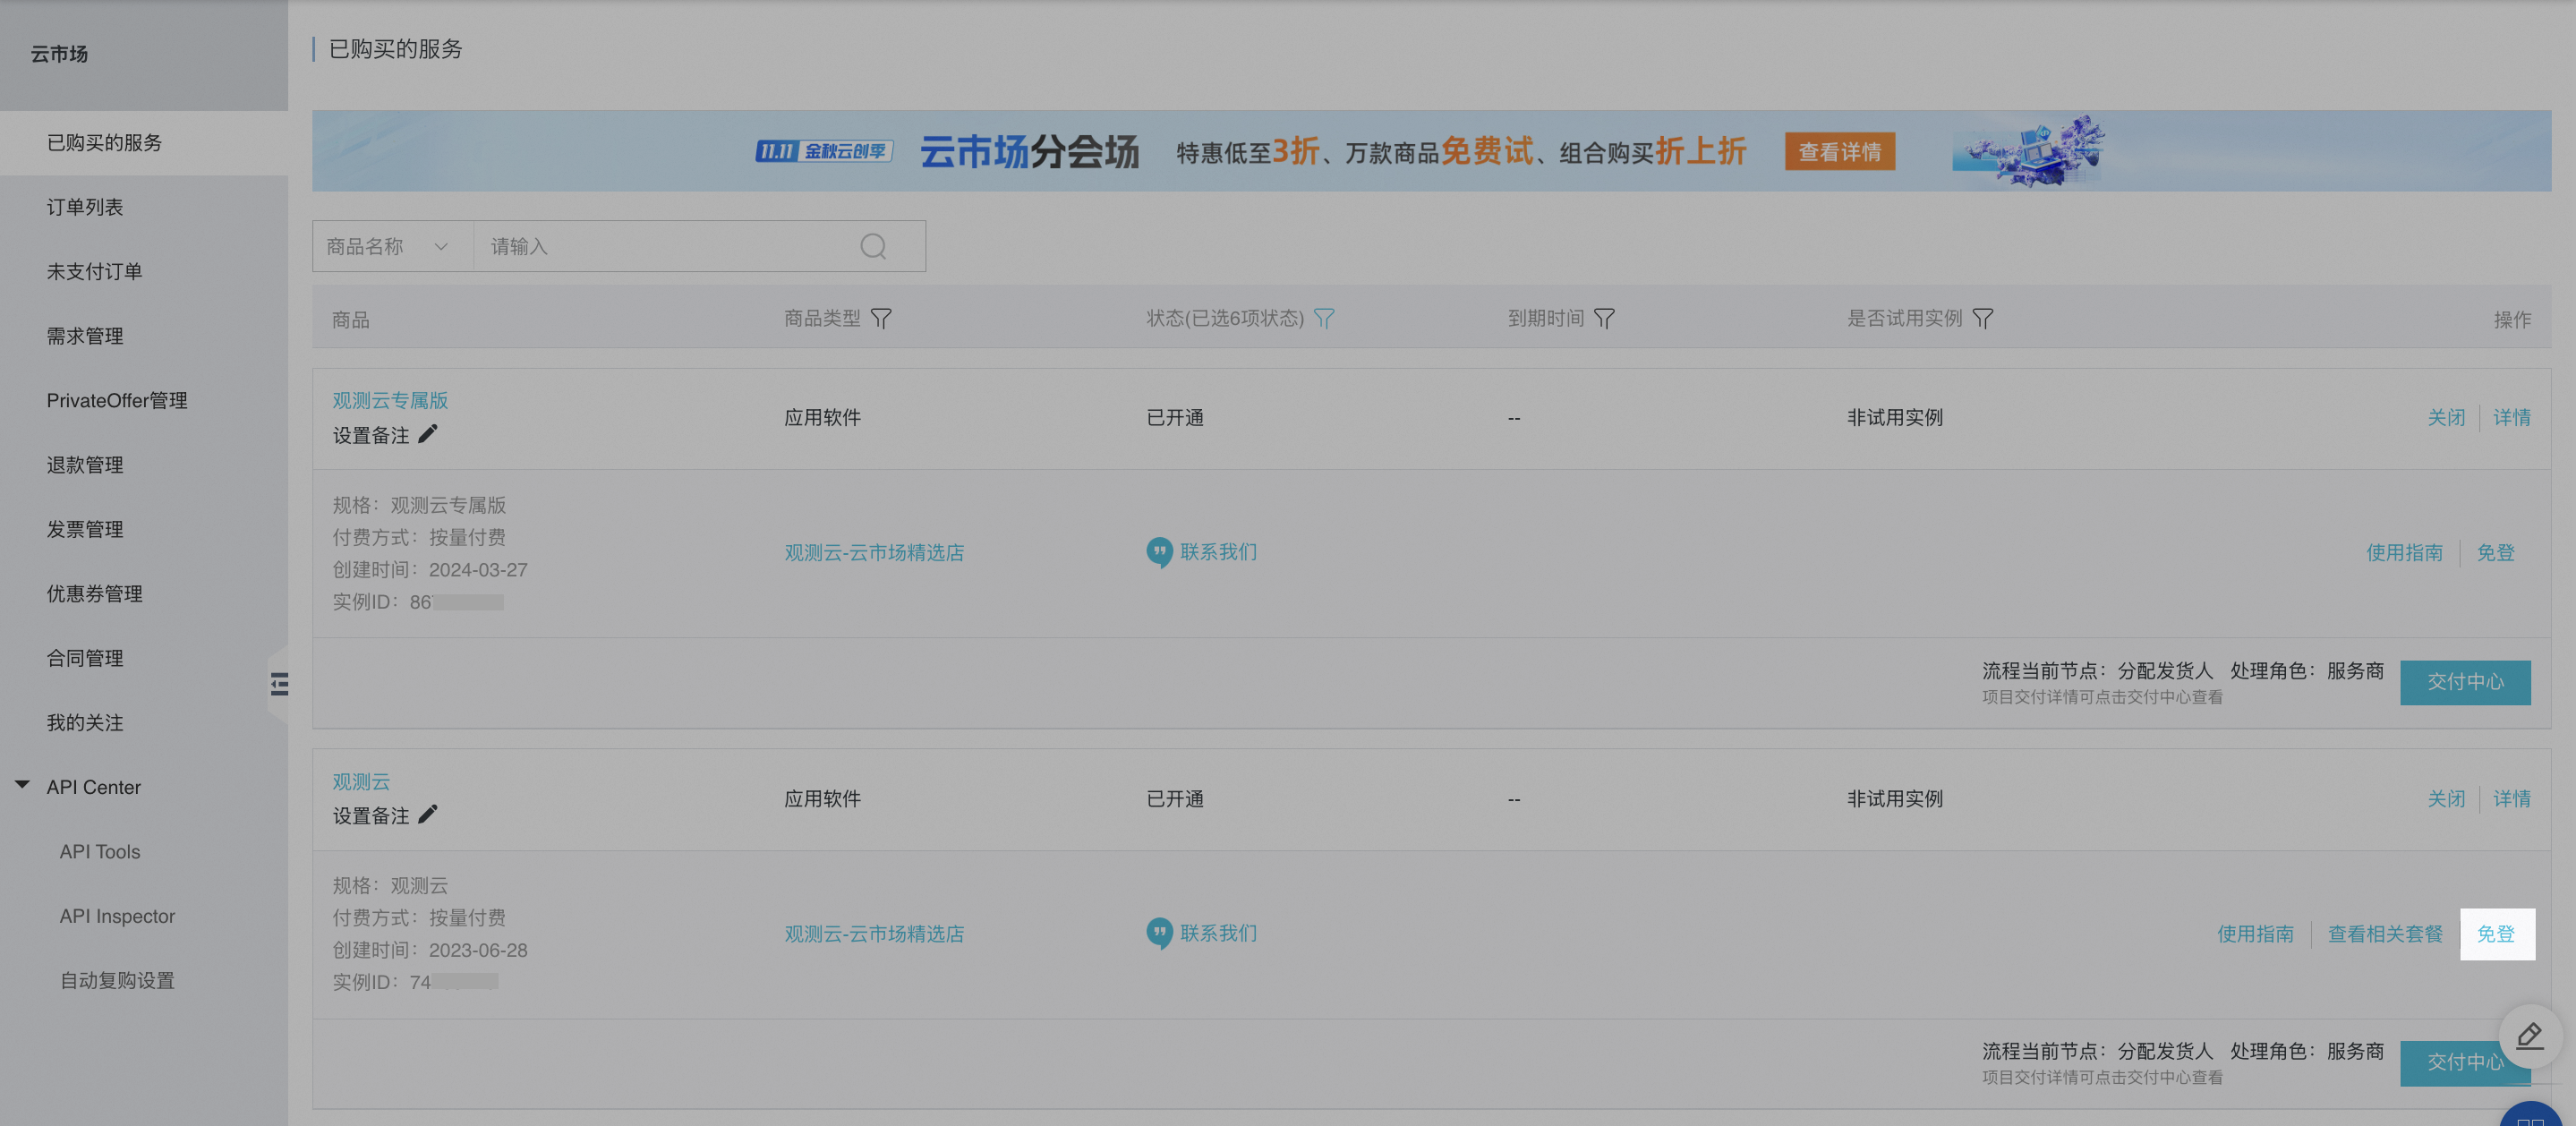 云市场
已购买的服务
订单列表
未支付订单
需求管理
PrivateOffer管理
退款管理
发票管理
优惠券管理
合同管理
我的关注
API Center
API Tools
API Inspector
自动复购设置
已购买的服务
11.11 金秋云创季 云市场分会场 特惠低至3折、万款商品免费试、组合购买折上折 查看详情
商品名称 请输入
商品 商品类型 状态(已选6项状态) 到期时间 是否试用实例 操作
观测云专属版
设置备注
应用软件 已开通 -- 非试用实例 关闭 详情
规格：观测云专属版
付费方式：按量付费
创建时间：2024-03-27
实例ID：86
观测云-云市场精选店 联系我们 使用指南 免登
流程当前节点：分配发货人 处理角色：服务商
项目交付详情可点击交付中心查看
交付中心
观测云
设置备注
应用软件 已开通 -- 非试用实例 关闭 详情
规格：观测云
付费方式：按量付费
创建时间：2023-06-28
实例ID：74
观测云-云市场精选店 联系我们 使用指南 查看相关套餐 免登
流程当前节点：分配发货人 处理角色：服务商
项目交付详情可点击交付中心查看
交付中心